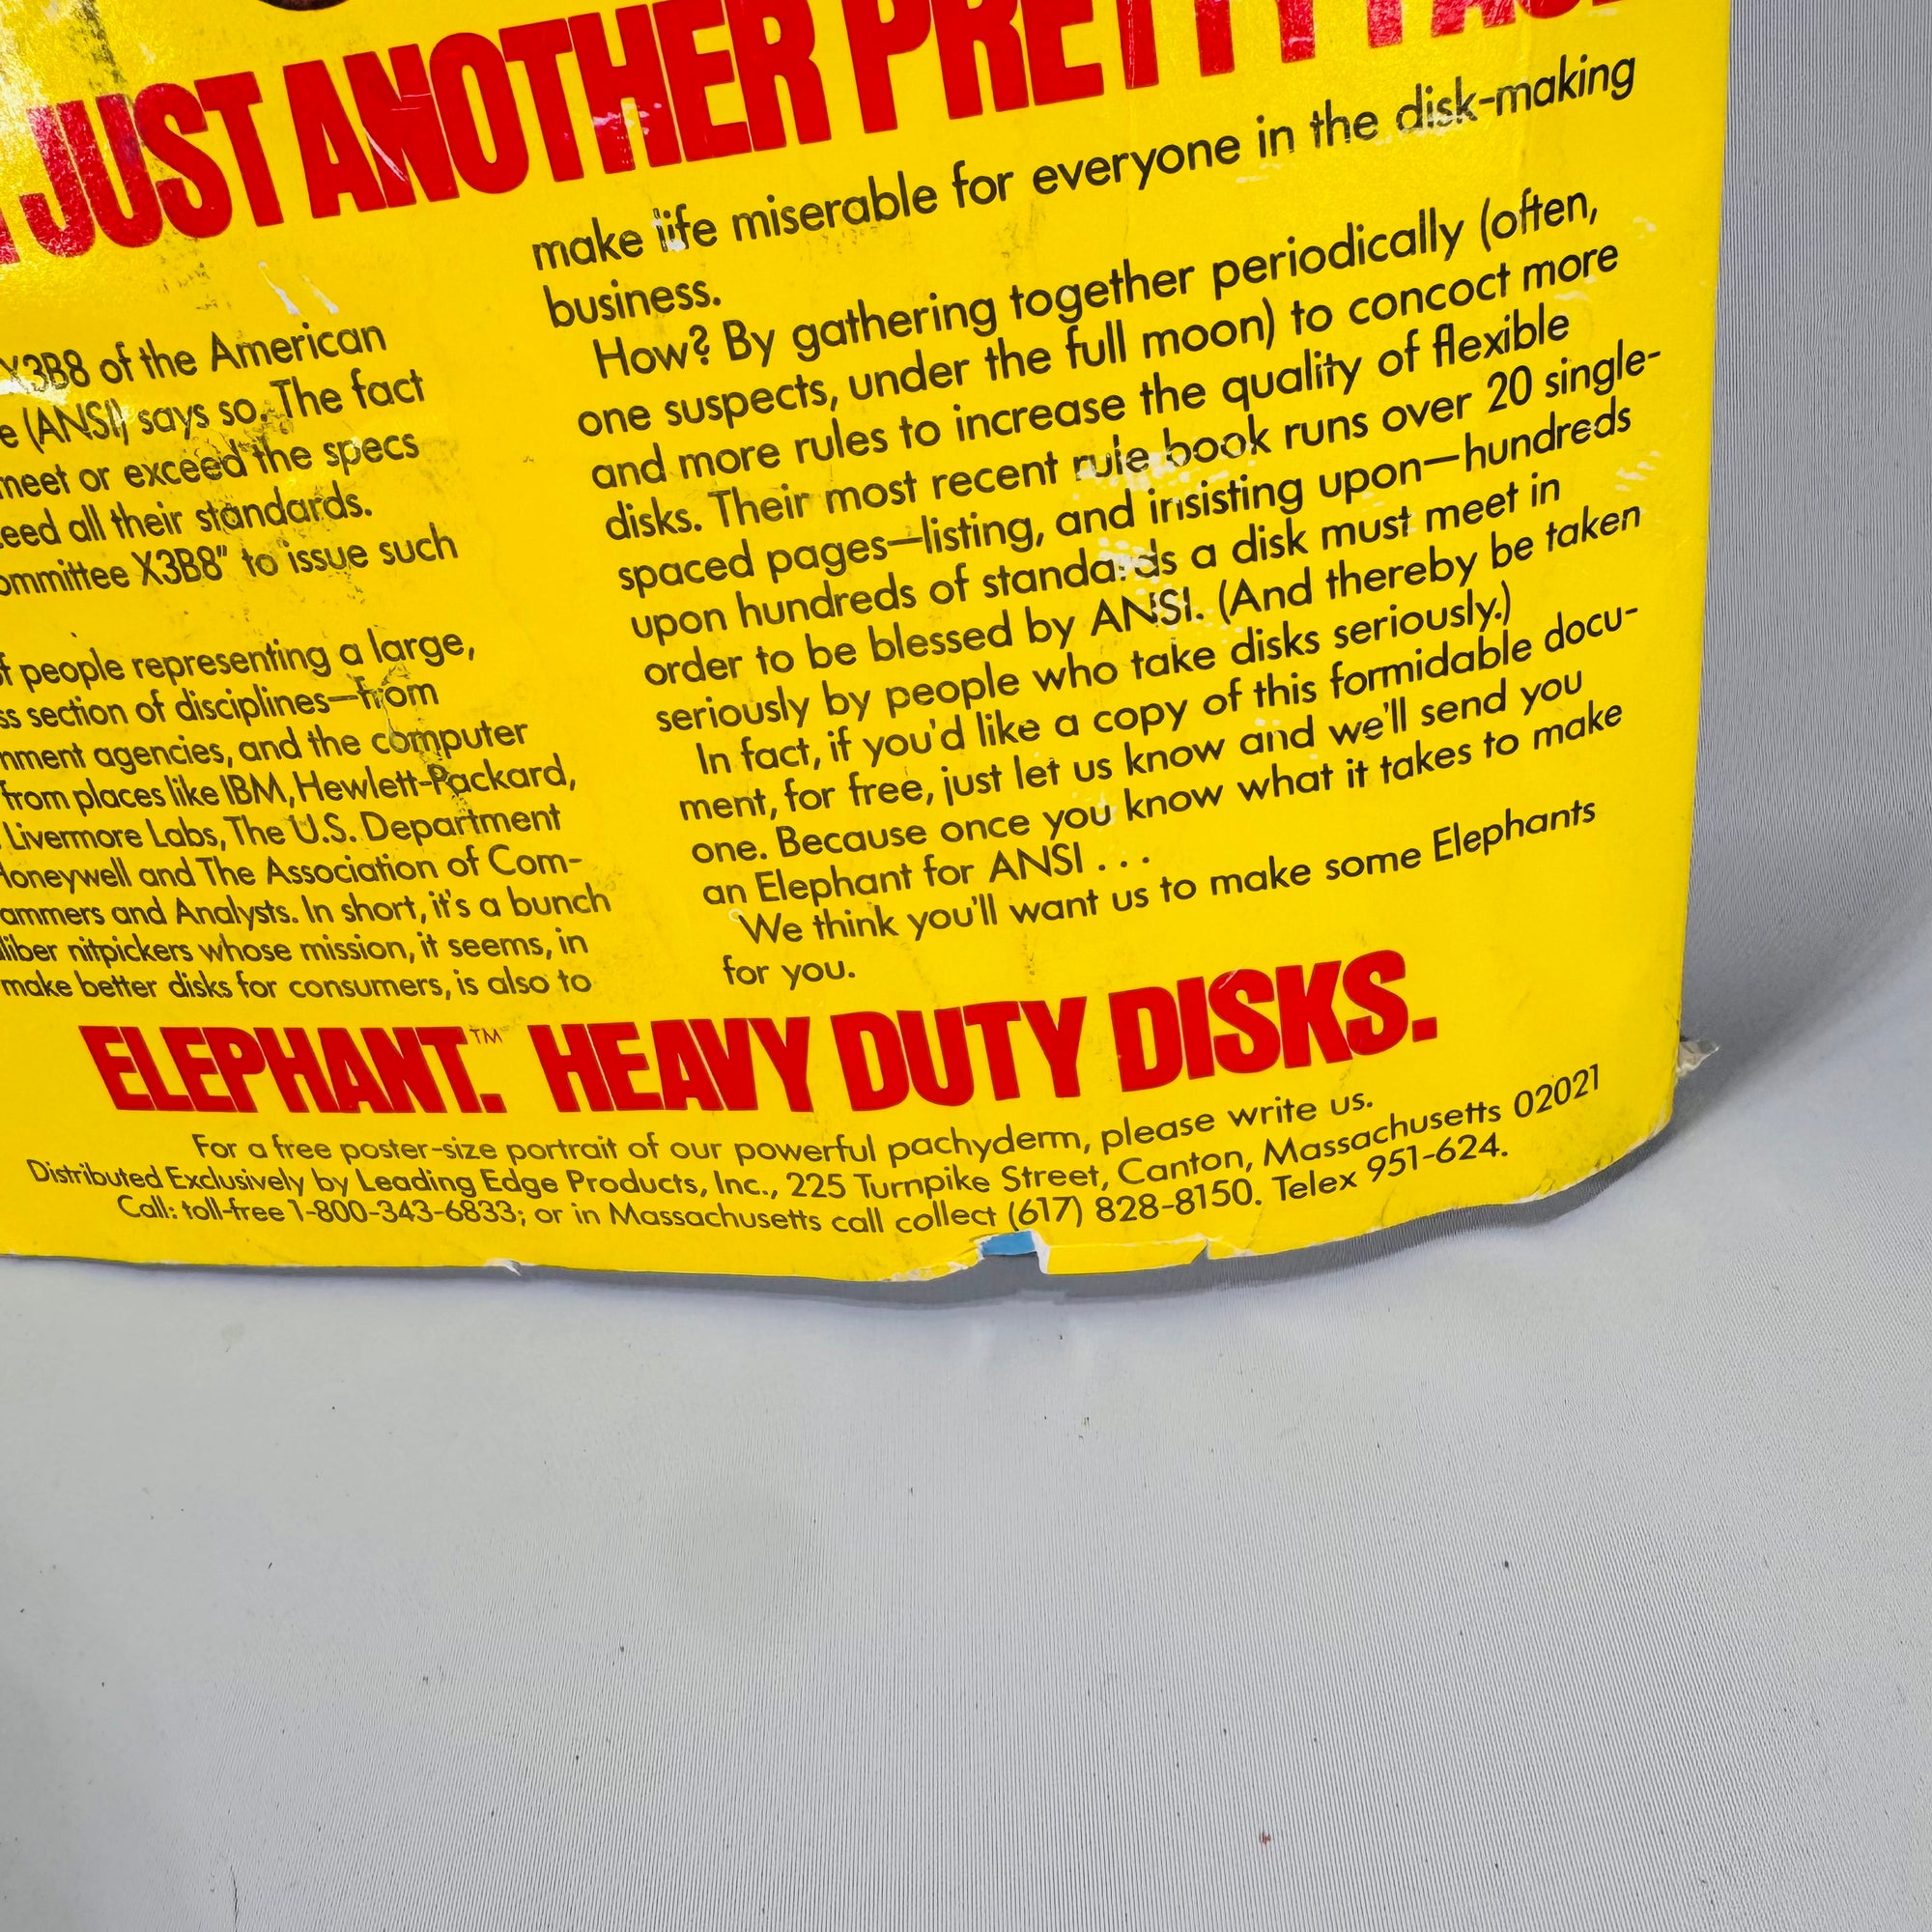 JUST ANOTHER PRETTY
X3B8 of the American
(ANSI) says so. The fact
meet or exceed the specs
all their standards.
X3B8" to issue such
people representing a large,
section of disciplines—from
agencies, and the computer
from places like IBM, Hewlett-Packard,
Livermore Labs, The U.S. Department
Honeywell and The Association of Com-
and Analysts. In short, it's a bunch
nitpickers whose mission, it seems, in
make better disks for consumers, is also to
make life miserable for everyone in the disk-making
business.
How? By gathering together periodically (often,
one suspects, under the full moon) to concoct more
and more rules to increase the quality of flexible
disks. Their most recent rule book runs over 20 single-
spaced pages—listing, and insisting upon—hundreds
upon hundreds of standards a disk must meet in
order to be blessed by ANSI. (And thereby be taken
seriously by people who take disks seriously.)
In fact, if you'd like a copy of this formidable docu-
ment, for free, just let us know and we'll send you
one. Because once you know what it takes to make
an Elephant for ANSI . . .
We think you'll want us to make some Elephants
for you.
ELEPHANT.™ HEAVY DUTY DISKS.
For a free poster-size portrait of our powerful pachyderm, please write us.
Distributed Exclusively by Leading Edge Products, Inc., 225 Turnpike Street, Canton, Massachusetts 02021
Call: toll-free 1-800-343-6833; or in Massachusetts call collect (617) 828-8150. Telex 951-624.